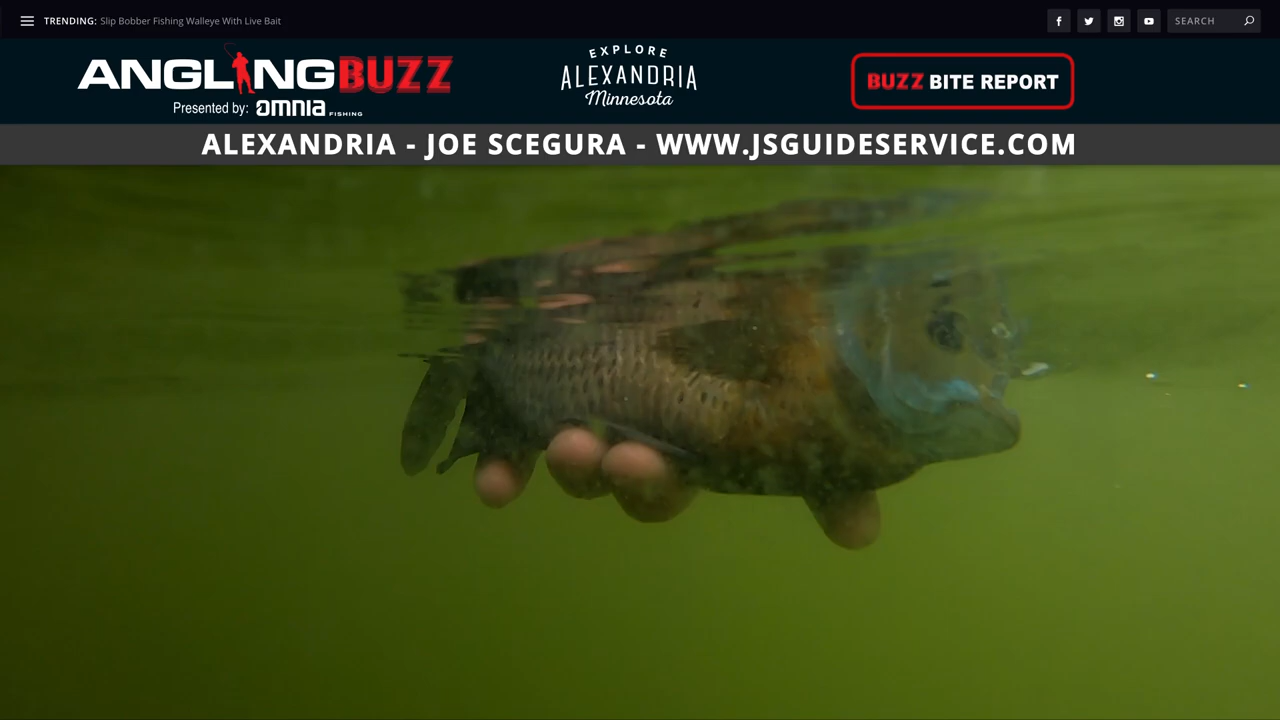 TRENDING: Slip Bobber Fishing Walleye With Live Bait
SEARCH
ANGLINGBUZZ
Presented by: omnia FISHING
EXPLORE
ALEXANDRIA
Minnesota
BUZZ BITE REPORT
ALEXANDRIA - JOE SCEGURA - WWW.JSGUIDESERVICE.COM